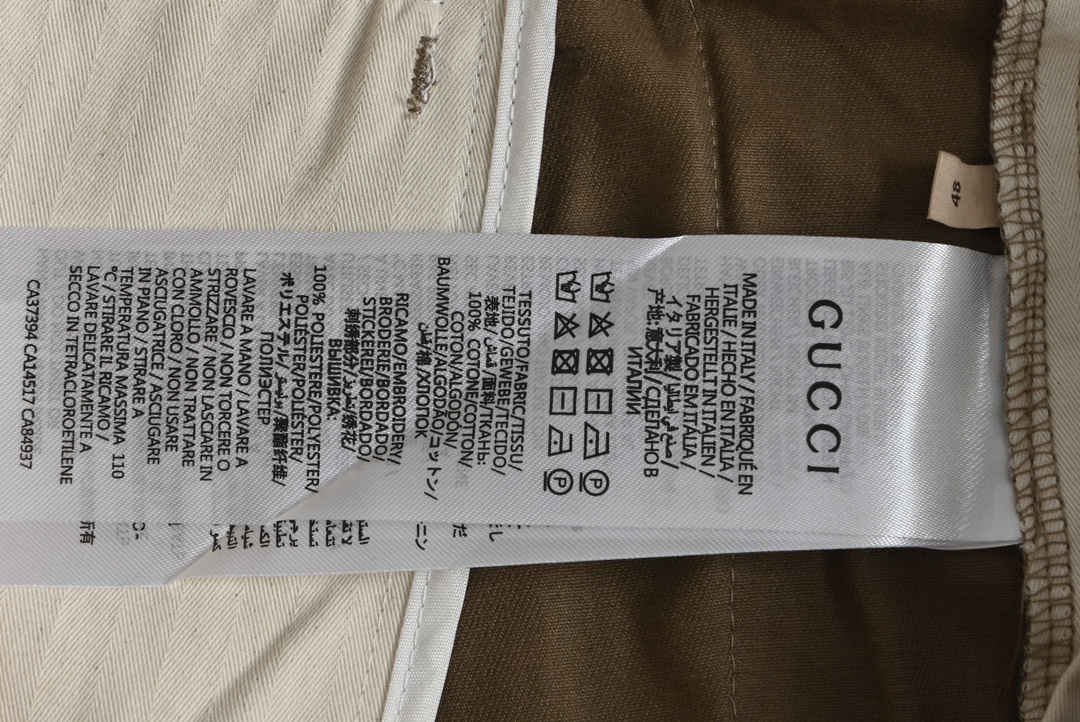 GUCCI
MADE IN ITALY/ FABRIQUÉ EN
ITALIE / HECHO EN ITALIA /
HERGESTELLT IN ITALIEN /
FABRICADO EM ITÁLIA /
イタリア製 / صنع في إيطاليا /
产地: 意大利 / СДЕЛАНО В
ИТАЛИИ
P
P
TESSUTO/FABRIC/TISSU/
TEJIDO/GEWEBE/TECIDO/
表地/ قماش /面料/ТКАНЬ:
100% COTONE/COTTON/
COTON/ALGODÓN/
BAUMWOLLE/ALGODÃO/コットン/
قطن/棉/ХЛОПОК
RICAMO/EMBROIDERY/
BRODERIE/BORDADO/
STICKEREI/BORDADO/
刺繍部分/تطريز/绣花/
ВЫШИВКА:
100% POLIESTERE/POLYESTER/
POLIÉSTER/POLYESTER/
ポリエステル/بوليستر/聚酯纤维/
ПОЛИЭСТЕР
LAVARE A MANO / LAVARE A
ROVESCIO / NON TORCERE O
STRIZZARE / NON LASCIARE IN
AMMOLLO / NON TRATTARE
CON CLORO / NON USARE
ASCIUGATRICE / ASCIUGARE
IN PIANO / STIRARE A
TEMPERATURA MASSIMA 110
°C / STIRARE IL RICAMO /
LAVARE DELICATAMENTE A
SECCO IN TETRACLOROETILENE
CA37394 CA14517 CA84937
48